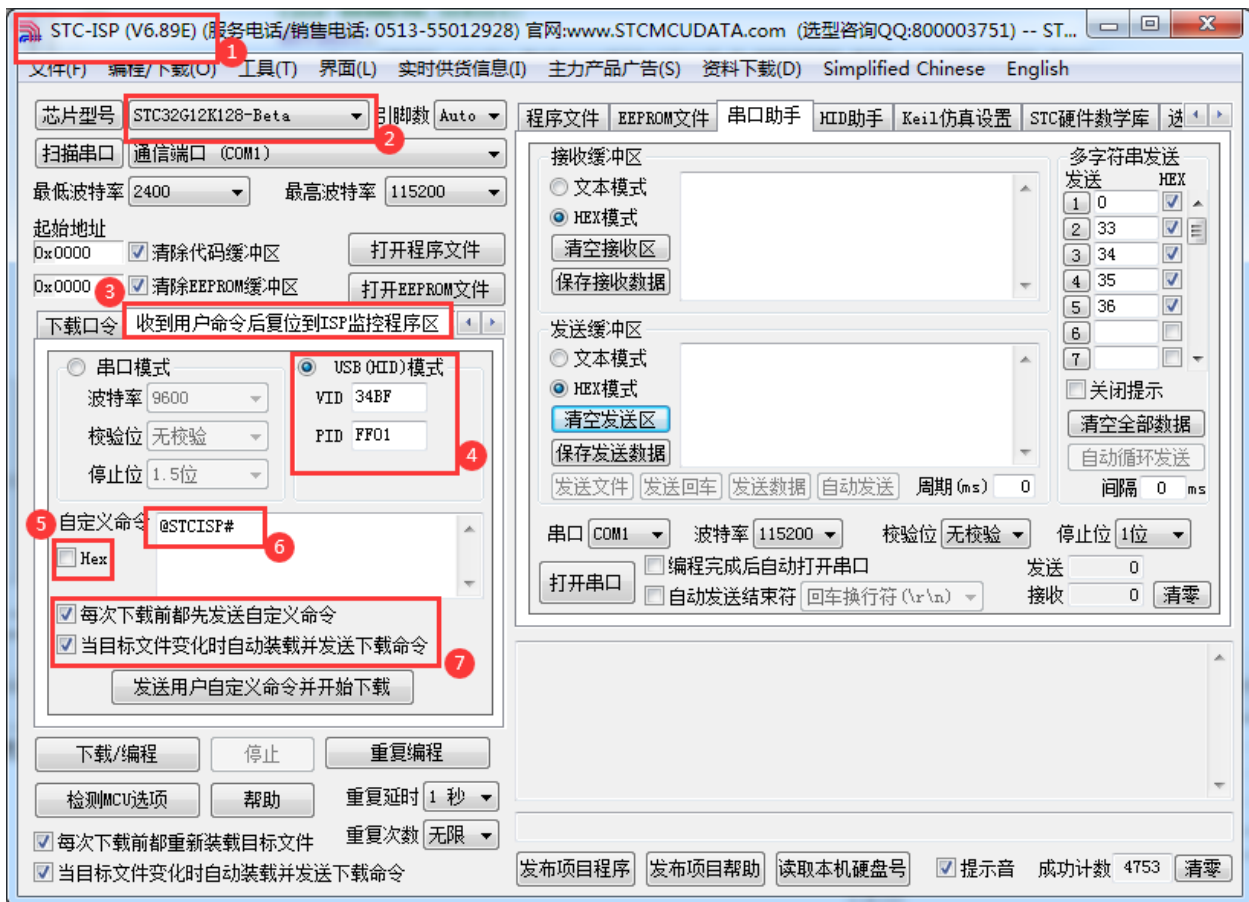 STC-ISP (V6.89E) (服务电话/销售电话: 0513-55012928) 官网:www.STCMCUDATA.com (选型咨询QQ:800003751) -- ST...
1
文件(F) 编程/下载(O) 工具(T) 界面(L) 实时供货信息(I) 主力产品广告(S) 资料下载(D) Simplified Chinese English
芯片型号 STC32G12K128-Beta 引脚数 Auto
2
扫描串口 通信端口 (COM1)
最低波特率 2400 最高波特率 115200
起始地址
0x0000 清除代码缓冲区 打开程序文件
0x0000 清除EEPROM缓冲区 打开EEPROM文件
3
下载口令 收到用户命令后复位到ISP监控程序区
串口模式 USB(HID)模式
波特率 9600 VID 34BF
校验位 无校验 PID FF01
4
停止位 1.5位
5 自定义命令 @STCISP#
6
Hex
每次下载前都先发送自定义命令
当目标文件变化时自动装载并发送下载命令
7
发送用户自定义命令并开始下载
下载/编程 停止 重复编程
检测MCU选项 帮助 重复延时 1 秒
每次下载前都重新装载目标文件 重复次数 无限
当目标文件变化时自动装载并发送下载命令
程序文件 EEPROM文件 串口助手 HID助手 Keil仿真设置 STC硬件数学库 选
接收缓冲区
文本模式
HEX模式
清空接收区
保存接收数据
发送缓冲区
文本模式
HEX模式
清空发送区
保存发送数据
发送文件 发送回车 发送数据 自动发送 周期(ms) 0
多字符串发送
发送 HEX
1 0
2 33
3 34
4 35
5 36
6
7
关闭提示
清空全部数据
自动循环发送
间隔 0 ms
串口 COM1 波特率 115200 校验位 无校验 停止位 1位
打开串口 编程完成后自动打开串口 发送 0
自动发送结束符 回车换行符(\r\n) 接收 0 清零
发布项目程序 发布项目帮助 读取本机硬盘号 提示音 成功计数 4753 清零